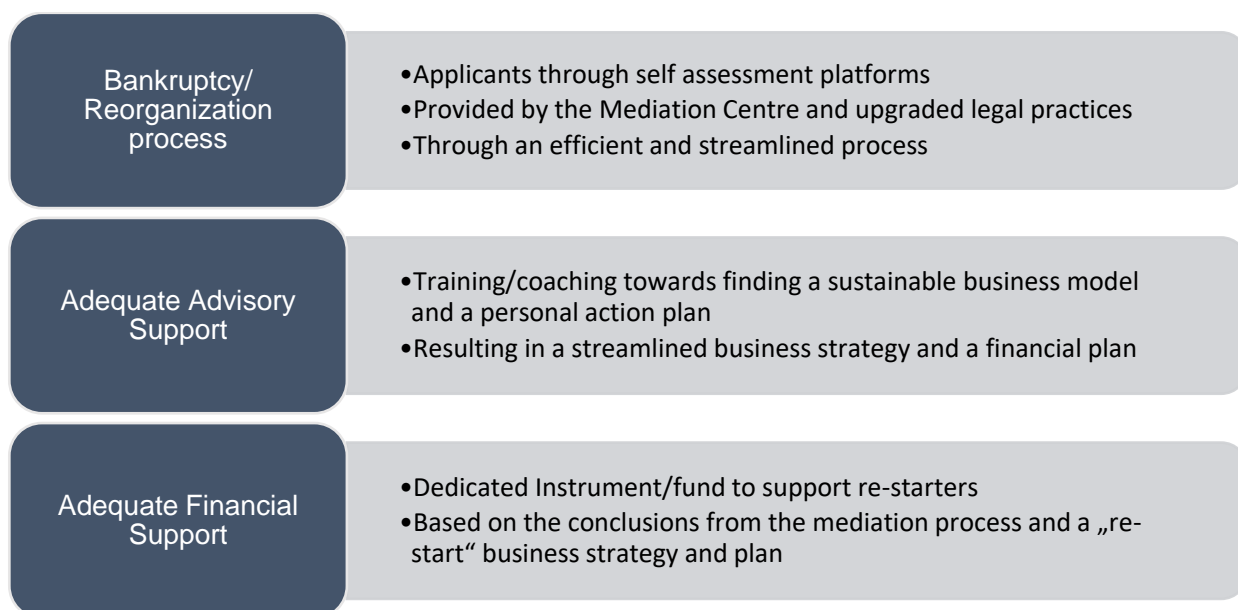 Bankruptcy/
Reorganization
process
•Applicants through self assessment platforms
•Provided by the Mediation Centre and upgraded legal practices
•Through an efficient and streamlined process
Adequate Advisory
Support
•Training/coaching towards finding a sustainable business model
and a personal action plan
•Resulting in a streamlined business strategy and a financial plan
Adequate Financial
Support
•Dedicated Instrument/fund to support re-starters
•Based on the conclusions from the mediation process and a „re-
start“ business strategy and plan